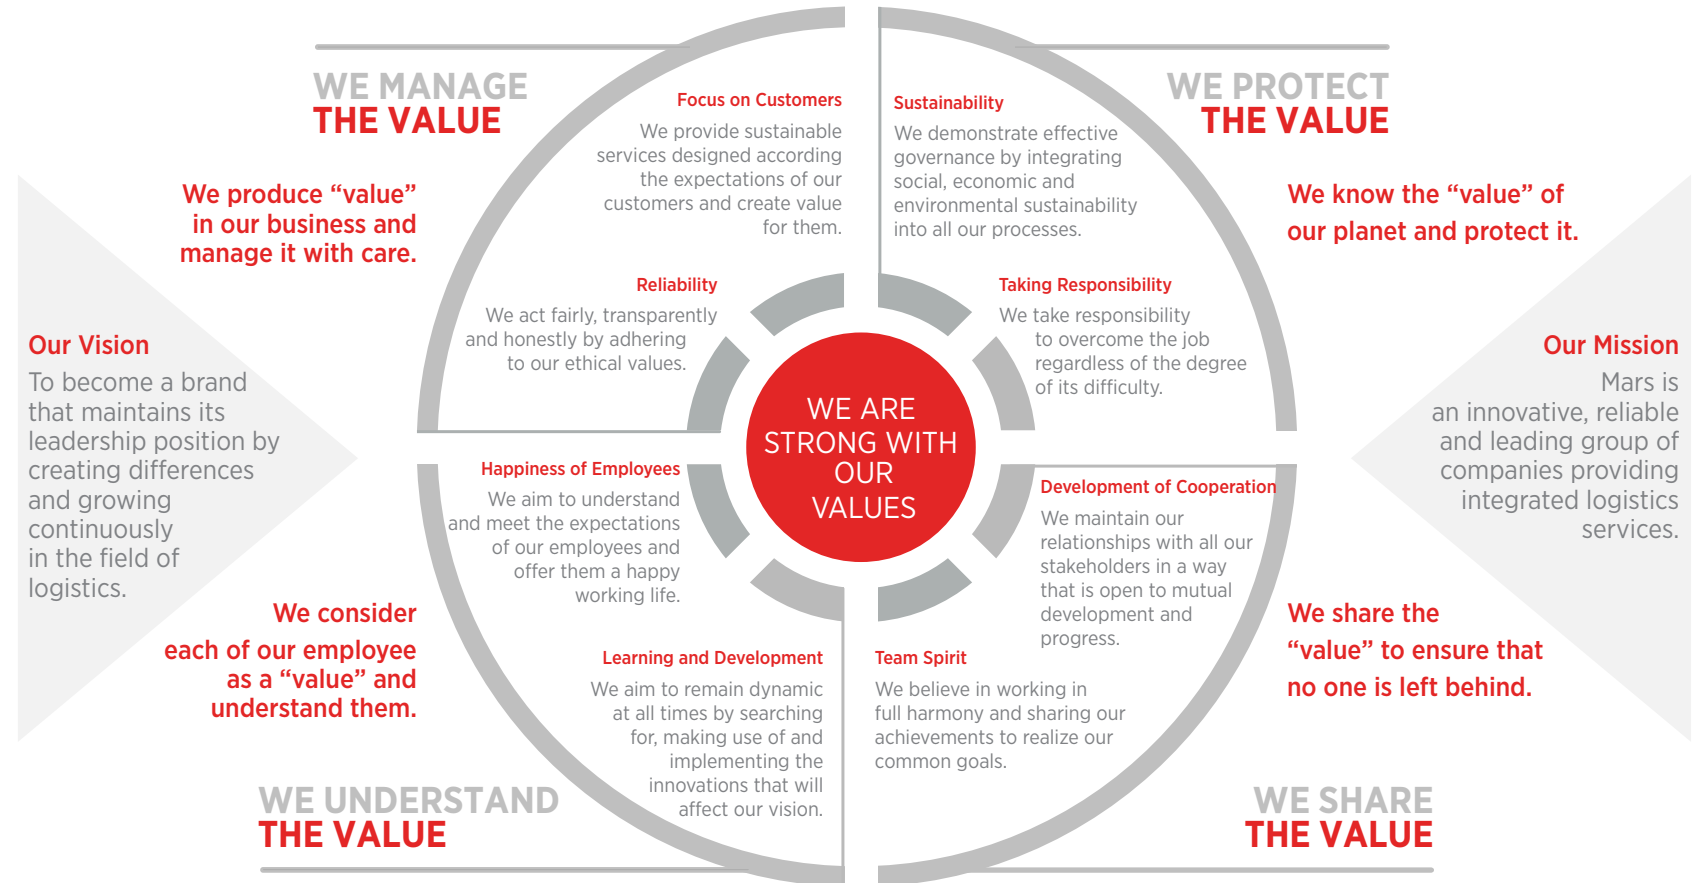 WE MANAGE
THE VALUE
We produce “value”
in our business and
manage it with care.
Our Vision
To become a brand
that maintains its
leadership position by
creating differences
and growing
continuously
in the field of
logistics.
We consider
each of our employee
as a “value” and
understand them.
WE UNDERSTAND
THE VALUE
Focus on Customers
We provide sustainable
services designed according
the expectations of our
customers and create value
for them.
Reliability
We act fairly, transparently
and honestly by adhering
to our ethical values.
Happiness of Employees
We aim to understand
and meet the expectations
of our employees and
offer them a happy
working life.
Learning and Development
We aim to remain dynamic
at all times by searching
for, making use of and
implementing the
innovations that will
affect our vision.
WE ARE
STRONG WITH
OUR
VALUES
Sustainability
We demonstrate effective
governance by integrating
social, economic and
environmental sustainability
into all our processes.
Taking Responsibility
We take responsibility
to overcome the job
regardless of the degree
of its difficulty.
Development of Cooperation
We maintain our
relationships with all our
stakeholders in a way
that is open to mutual
development and
progress.
Team Spirit
We believe in working in
full harmony and sharing our
achievements to realize our
common goals.
WE PROTECT
THE VALUE
We know the “value” of
our planet and protect it.
Our Mission
Mars is
an innovative, reliable
and leading group of
companies providing
integrated logistics
services.
We share the
“value” to ensure that
no one is left behind.
WE SHARE
THE VALUE